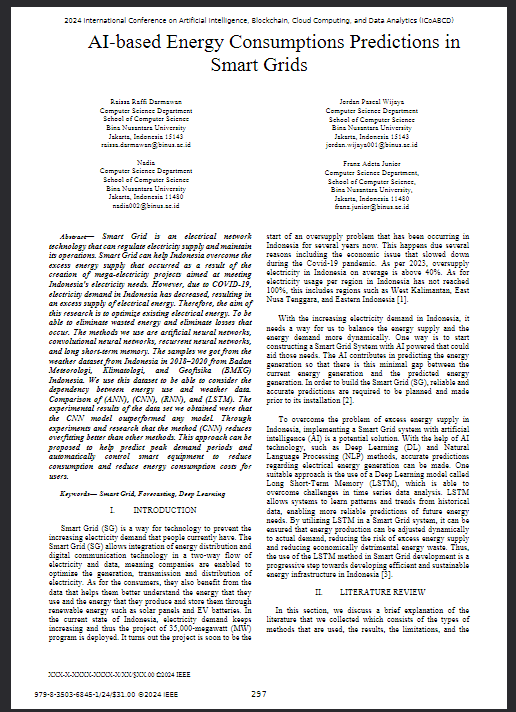 2024 International Conference on Artificial Intelligence, Blockchain, Cloud Computing, and Data Analytics (ICoABCD)
AI-based Energy Consumptions Predictions in
Smart Grids
Raissa Raffi Darmawan
Computer Science Department
School of Computer Science
Bina Nusantara University
Jakarta, Indonesia 15143
raissa.darmawan@binus.ac.id
Jordan Pascal Wijaya
Computer Science Department
School of Computer Science
Bina Nusantara University
Jakarta, Indonesia 15143
jordan.wijaya001@binus.ac.id
Nadia
Computer Science Department
School of Computer Science,
Bina Nusantara University
Jakarta, Indonesia 11480
nadia002@binus.ac.id
Franz Adeta Junior
Computer Science Department,
School of Computer Science,
Bina Nusantara University,
Jakarta, Indonesia 11480
franz.junior@binus.ac.id
Abstract— Smart Grid is an electrical network
technology that can regulate electricity supply and maintain
its operations. Smart Grid can help Indonesia overcome the
excess energy supply that occurred as a result of the
creation of mega-electricity projects aimed at meeting
Indonesia's electricity needs. However, due to COVID-19,
electricity demand in Indonesia has decreased, resulting in
an excess supply of electrical energy. Therefore, the aim of
this research is to optimize existing electrical energy. To be
able to eliminate wasted energy and eliminate losses that
occur. The methods we use are artificial neural networks,
convolutional neural networks, recurrent neural networks,
and long short-term memory. The samples we got from the
weather dataset from Indonesia in 2018-2020 from Badan
Meteorologi, Klimatologi, and Geofisika (BMKG)
Indonesia. We use this dataset to be able to consider the
dependency between energy use and weather data.
Comparison of (ANN), (CNN), (RNN), and (LSTM). The
experimental results of the data set we obtained were that
the CNN model outperformed any model. Through
experiments and research that the method (CNN) reduces
overfitting better than other methods. This approach can be
proposed to help predict peak demand periods and
automatically control smart equipment to reduce
consumption and reduce energy consumption costs for
users.
Keywords— Smart Grid, Forecasting, Deep Learning
I. INTRODUCTION
Smart Grid (SG) is a way for technology to prevent the
increasing electricity demand that people currently have. The
Smart Grid (SG) allows integration of energy distribution and
digital communication technology in a two-way flow of
electricity and data, meaning companies are enabled to
optimize the generation, transmission and distribution of
electricity. As for the consumers, they also benefit from the
data that helps them better understand the energy that they
use and the energy that they produce and store them through
renewable energy such as solar panels and EV batteries. In
the current state of Indonesia, electricity demand keeps
increasing and thus the project of 35,000-megawatt (MW)
program is deployed. It turns out the project is soon to be the
start of an oversupply problem that has been occurring in
Indonesia for several years now. This happens due several
reasons including the economic issue that slowed down
during the Covid-19 pandemic. As per 2023, oversupply
electricity in Indonesia on average is above 40%. As for
electricity usage per region in Indonesia has not reached
100%, this includes regions such as West Kalimantan, East
Nusa Tenggara, and Eastern Indonesia [1].
With the increasing electricity demand in Indonesia, it
needs a way for us to balance the energy supply and the
energy demand more dynamically. One way is to start
constructing a Smart Grid System with AI powered that could
aid those needs. The AI contributes in predicting the energy
generation so that there is this minimal gap between the
current energy generation and the predicted energy
generation. In order to build the Smart Grid (SG), reliable and
accurate predictions are required to be planned and made
prior to its installation [2].
To overcome the problem of excess energy supply in
Indonesia, implementing a Smart Grid system with artificial
intelligence (AI) is a potential solution. With the help of AI
technology, such as Deep Learning (DL) and Natural
Language Processing (NLP) methods, accurate predictions
regarding electrical energy generation can be made. One
suitable approach is the use of a Deep Learning model called
Long Short-Term Memory (LSTM), which is able to
overcome challenges in time series data analysis. LSTM
allows systems to learn patterns and trends from historical
data, enabling more reliable predictions of future energy
needs. By utilizing LSTM in a Smart Grid system, it can be
ensured that energy production can be adjusted dynamically
to actual demand, reducing the risk of excess energy supply
and reducing economically detrimental energy waste. Thus,
the use of the LSTM method in Smart Grid development is a
progressive step towards developing efficient and sustainable
energy infrastructure in Indonesia [3].
II. LITERATURE REVIEW
In this section, we discuss a brief explanation of the
literature that we collected which consists of the types of
methods that are used, the results, the limitations, and the
XXX-X-XXXX-XXXX-X/XX/$XX.00 ©2024 IEEE
979-8-3503-6845-1/24/$31.00 ©2024 IEEE
297